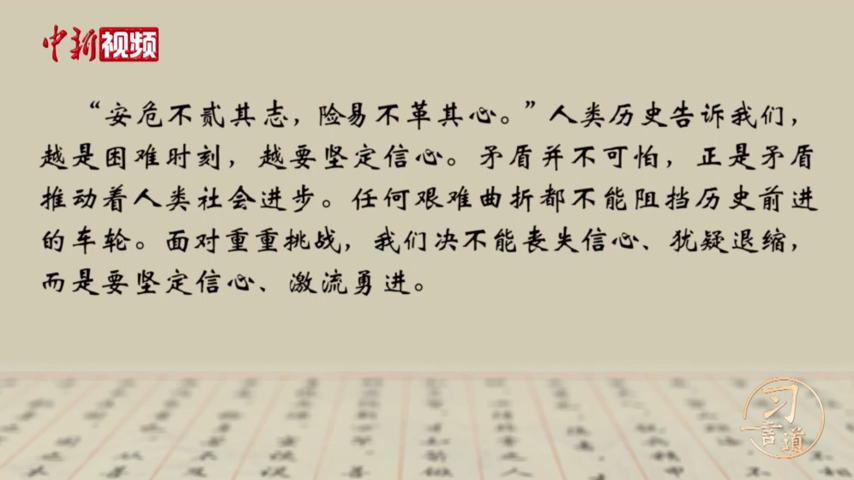 中新视频
“安危不贰其志，险易不革其心。”人类历史告诉我们，
越是困难时刻，越要坚定信心。矛盾并不可怕，正是矛盾
推动着人类社会进步。任何艰难曲折都不能阻挡历史前进
的车轮。面对重重挑战，我们决不能丧失信心、犹疑退缩，
而是要坚定信心、激流勇进。
习言道